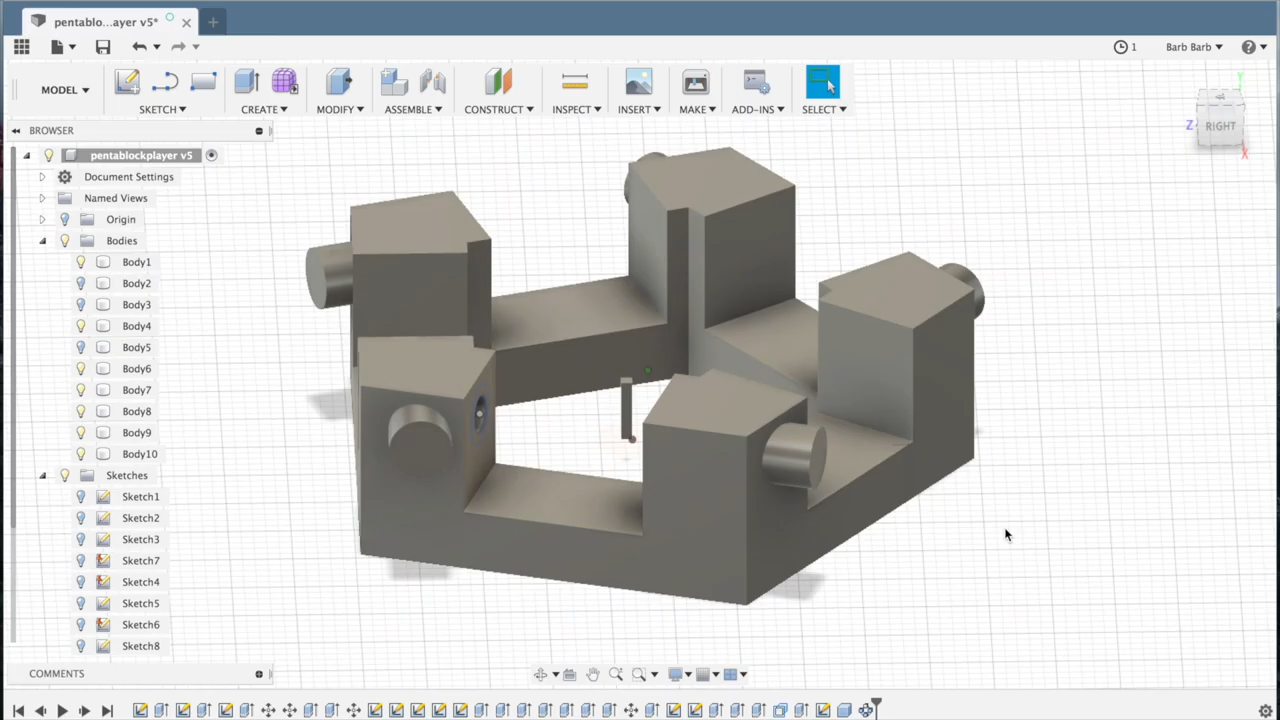 pentablo...ayer v5*
1
Barb Barb
MODEL
SKETCH
CREATE
MODIFY
ASSEMBLE
CONSTRUCT
INSPECT
INSERT
MAKE
ADD-INS
SELECT
Y
Z
RIGHT
X
BROWSER
pentablockplayer v5
Document Settings
Named Views
Origin
Bodies
Body1
Body2
Body3
Body4
Body5
Body6
Body7
Body8
Body9
Body10
Sketches
Sketch1
Sketch2
Sketch3
Sketch7
Sketch4
Sketch5
Sketch6
Sketch8
COMMENTS